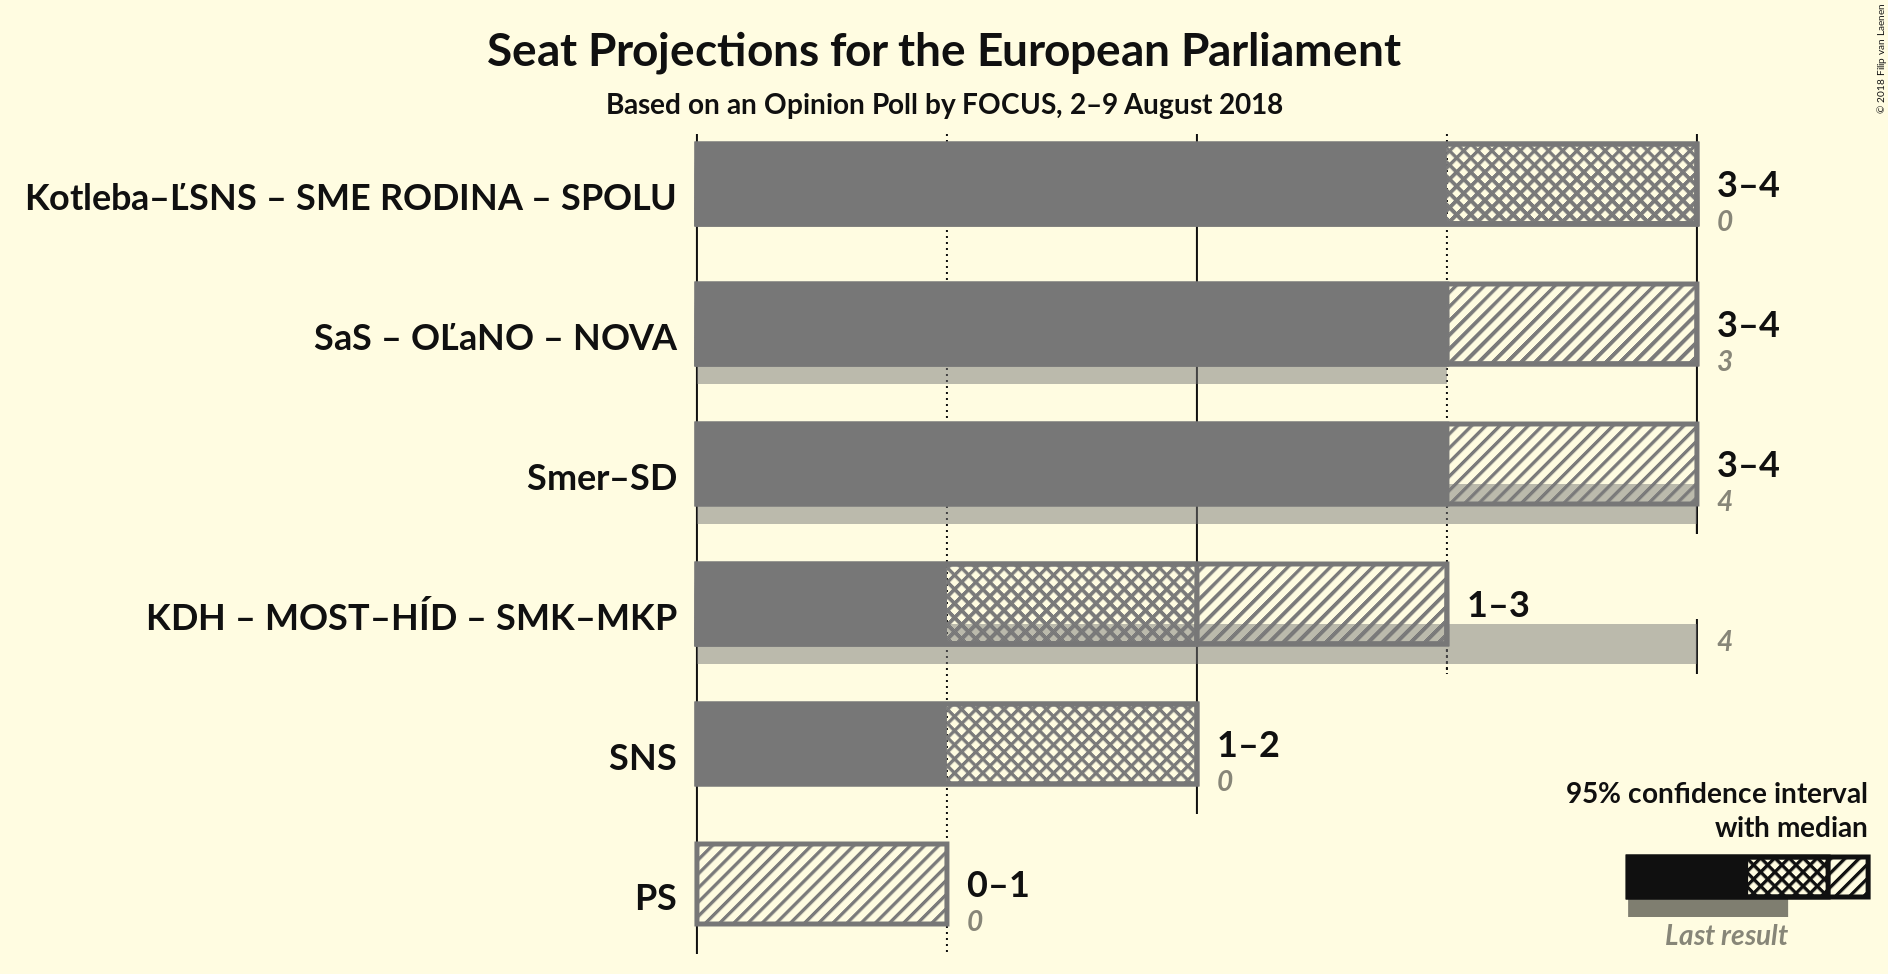 Seat Projections for the European Parliament
Based on an Opinion Poll by FOCUS, 2–9 August 2018
© 2018 Filip van Laenen
Kotleba–ĽSNS – SME RODINA – SPOLU
3–4
0
SaS – OĽaNO – NOVA
3–4
3
Smer–SD
3–4
4
KDH – MOST–HÍD – SMK–MKP
1–3
4
SNS
1–2
0
PS
0–1
0
95% confidence interval
with median
Last result